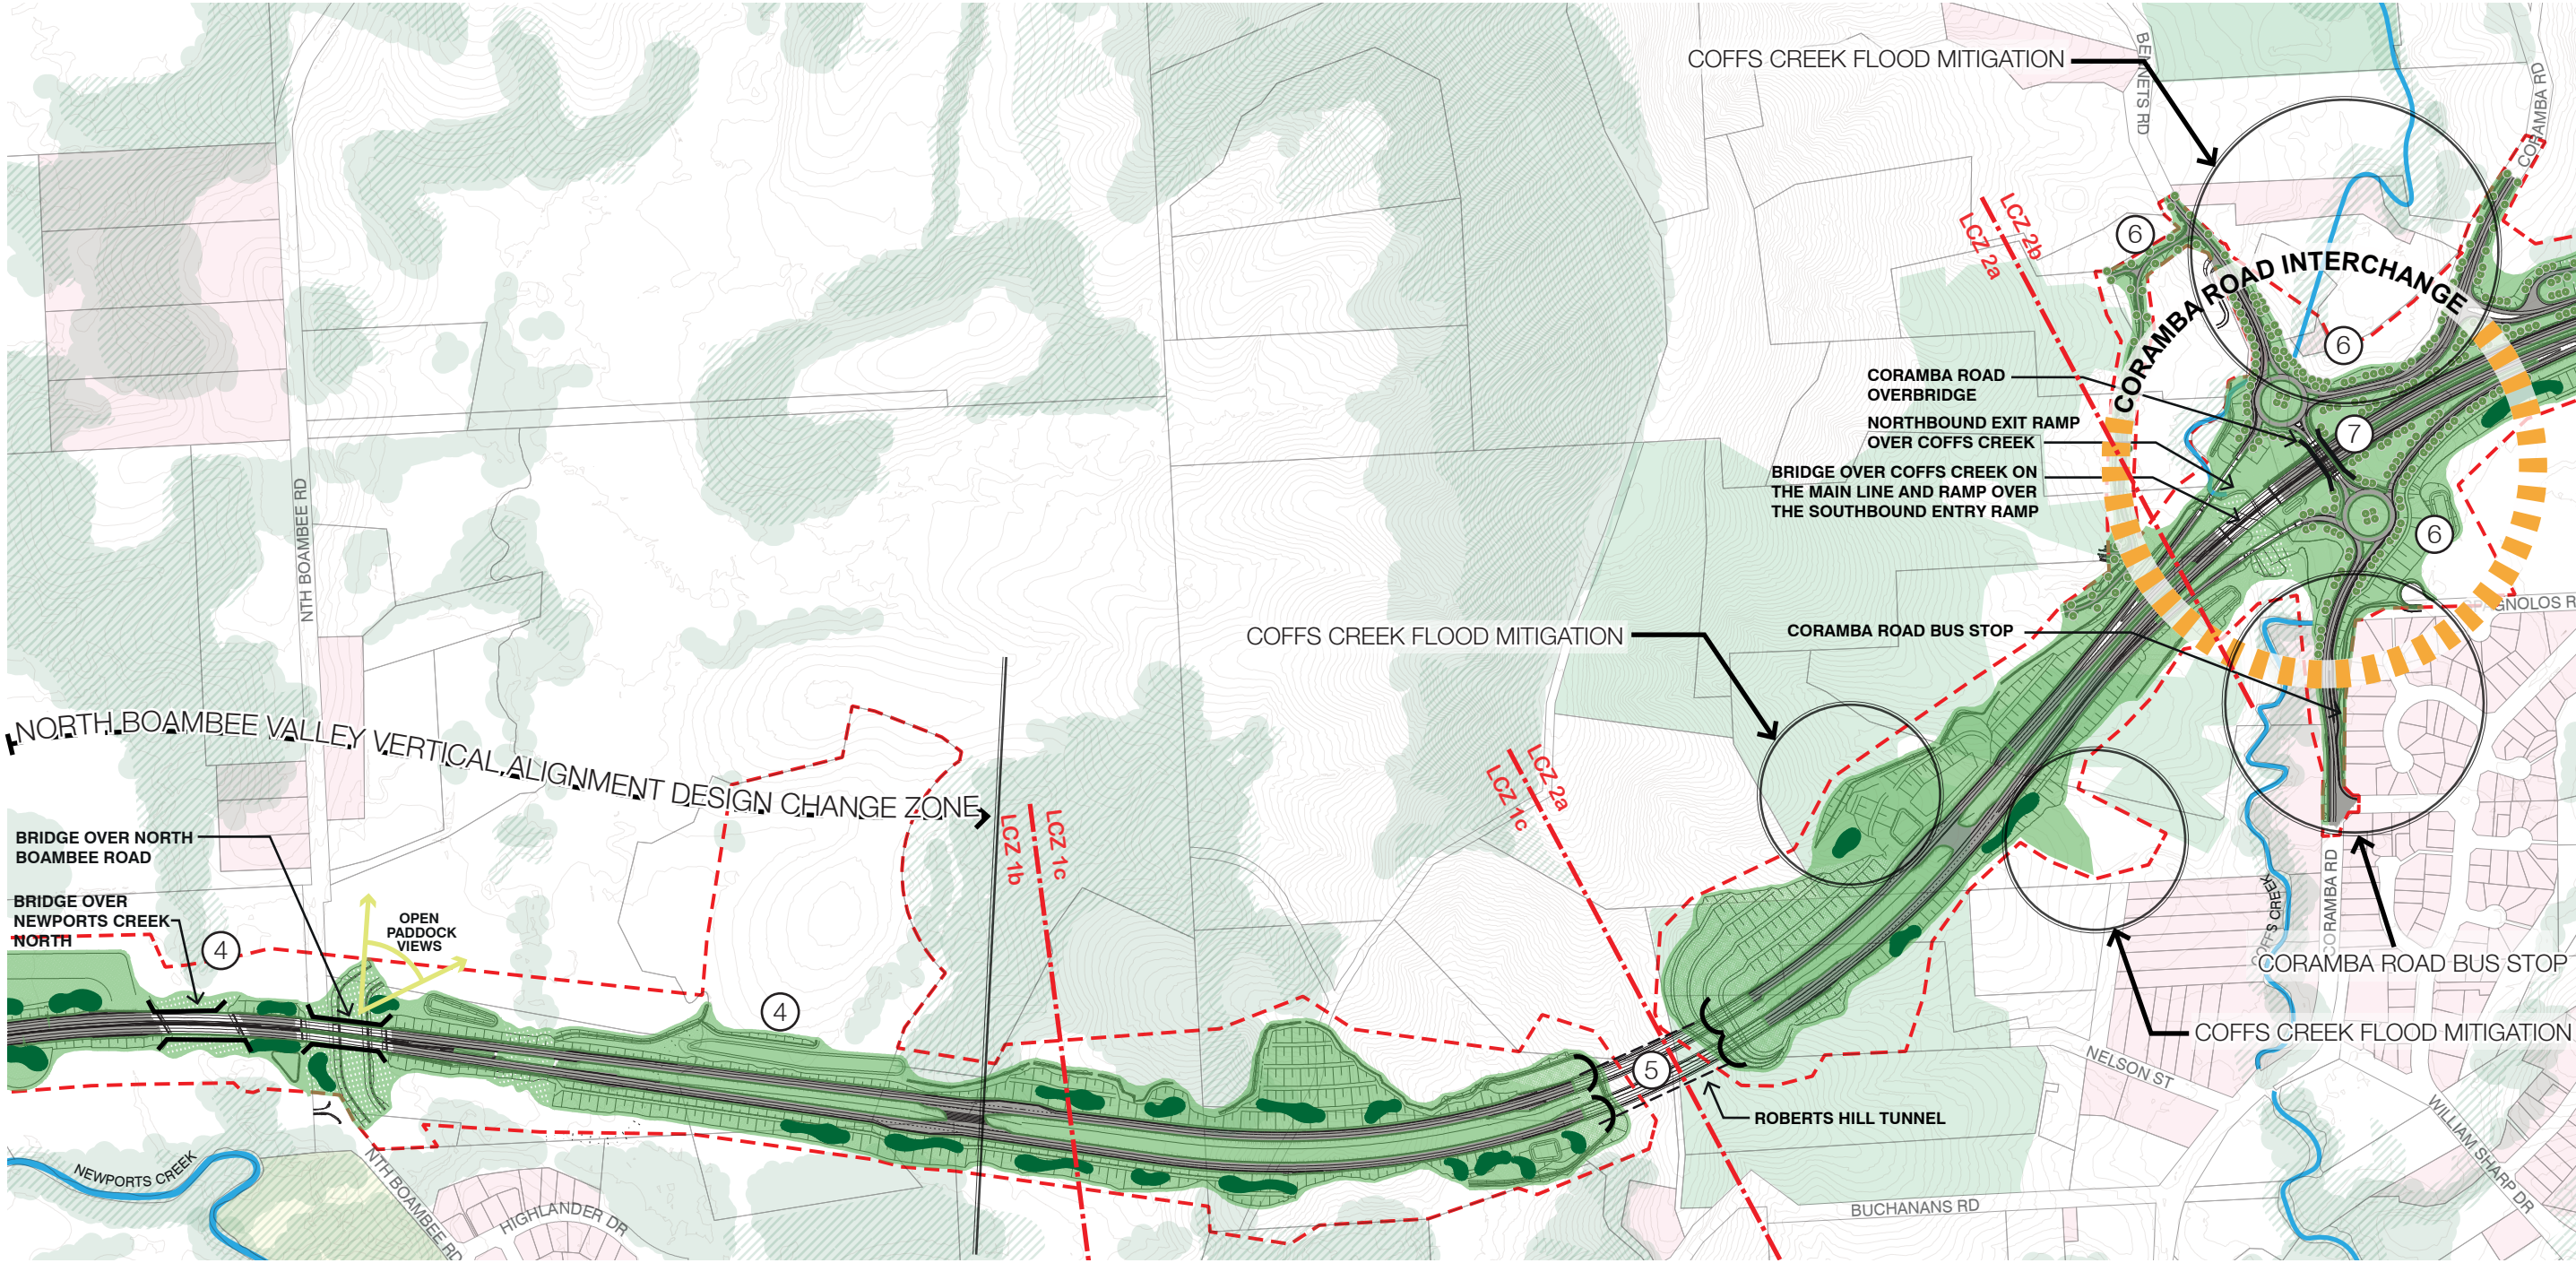 COFFS CREEK FLOOD MITIGATION
BENNETS RD
CORAMBA RD
LCZ 2b
LCZ 2a
6
CORAMBA ROAD INTERCHANGE
6
CORAMBA ROAD
OVERBRIDGE
NORTHBOUND EXIT RAMP
OVER COFFS CREEK
7
BRIDGE OVER COFFS CREEK ON
THE MAIN LINE AND RAMP OVER
THE SOUTHBOUND ENTRY RAMP
6
NTH BOAMBEE RD
COFFS CREEK FLOOD MITIGATION
CORAMBA ROAD BUS STOP
NORTH BOAMBEE VALLEY VERTICAL ALIGNMENT DESIGN CHANGE ZONE
LCZ 2a
LCZ 1c
LCZ 1b
LCZ 1c
BRIDGE OVER NORTH
BOAMBEE ROAD
BRIDGE OVER
NEWPORTS CREEK
NORTH
4
OPEN
PADDOCK
VIEWS
4
COFFS CREEK
CORAMBA RD
CORAMBA ROAD BUS STOP
COFFS CREEK FLOOD MITIGATION
5
NELSON ST
ROBERTS HILL TUNNEL
WILLIAM SHARP DR
NEWPORTS CREEK
NTH BOAMBEE RD
HIGHLANDER DR
BUCHANANS RD